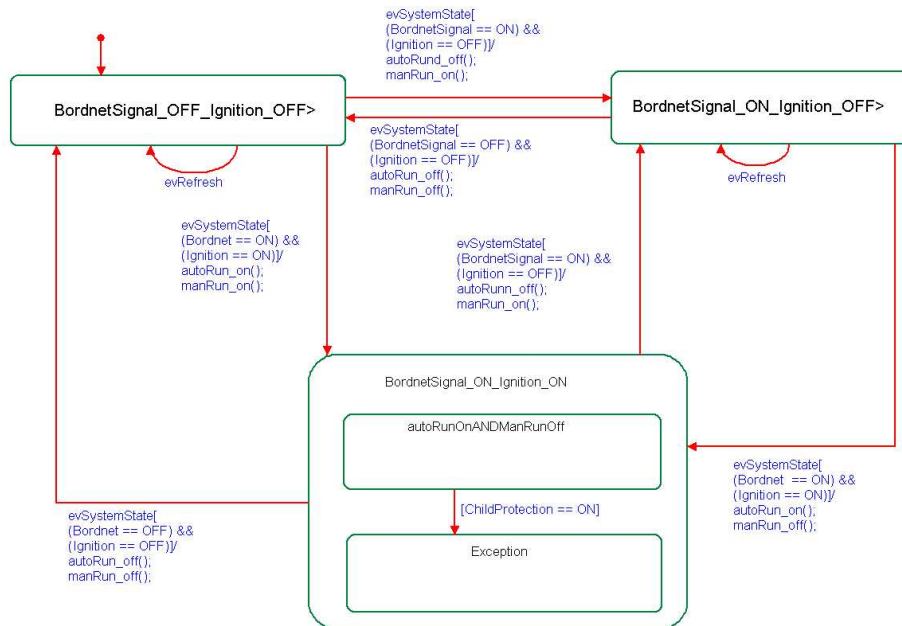 evSystemState[
(BordnetSignal == ON) &&
(Ignition == OFF)]/
autoRund_off();
manRun_on();
BordnetSignal_OFF_Ignition_OFF>
BordnetSignal_ON_Ignition_OFF>
evSystemState[
(BordnetSignal == OFF) &&
(Ignition == OFF)]/
autoRun_off();
manRun_off();
evRefresh
evRefresh
evSystemState[
(Bordnet == ON) &&
(Ignition == ON)]/
autoRun_on();
manRun_on();
evSystemState[
(BordnetSignal == ON) &&
(Ignition == OFF)]/
autoRunn_off();
manRun_on();
BordnetSignal_ON_Ignition_ON
autoRunOnANDManRunOff
[ChildProtection == ON]
Exception
evSystemState[
(Bordnet == ON) &&
(Ignition == ON)]/
autoRun_on();
manRun_off();
evSystemState[
(Bordnet == OFF) &&
(Ignition == OFF)]/
autoRun_off();
manRun_off();